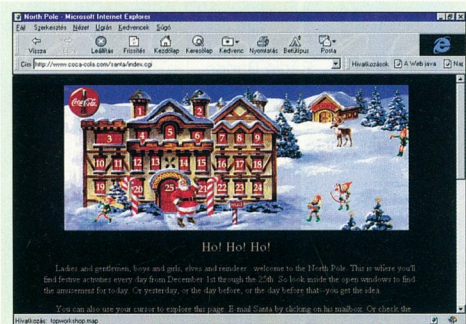 North Pole - Microsoft Internet Explorer
Fájl Szerkesztés Nézet Ugrás Kedvencek Súgó
Vissza Leállítás Frissítés Kezdőlap Keresőlap Kedvenc Nyomtatás Betűtípus Posta
Cím http://www.coca-cola.com/santa/index.cgi Hivatkozások A Web java
Coca-Cola
1 2
3 4 5 6 7 8 9
10 11 12 13 14 15 16 17 18
19 20 25 21 22 23 24
Ho! Ho! Ho!
Ladies and gentlemen, boys and girls, elves and reindeer...welcome to the North Pole. This is where you'll
find festive activities every day from December 1st through the 25th. So look inside the open windows to find
the amusement for today. Or yesterday, or the day before, or the day before that--you get the idea.
You can also use your cursor to explore this page. E-mail Santa by clicking on his mailbox. Or check the
Hivatkozás: topworkshop.map